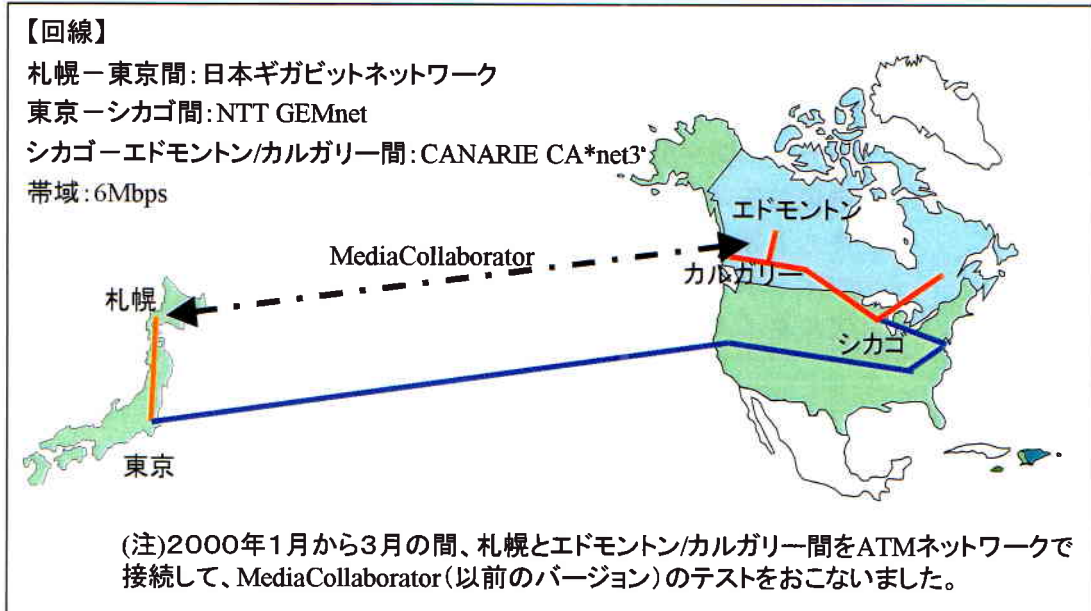 【回線】
札幌－東京間：日本ギガビットネットワーク
東京－シカゴ間：NTT GEMnet
シカゴ－エドモントン/カルガリー間：CANARIE CA*net3
帯域：6Mbps
エドモントン
MediaCollaborator
カルガリー
札幌
シカゴ
東京
(注)2000年1月から3月の間、札幌とエドモントン/カルガリー間をATMネットワークで
接続して、MediaCollaborator（以前のバージョン）のテストをおこないました。